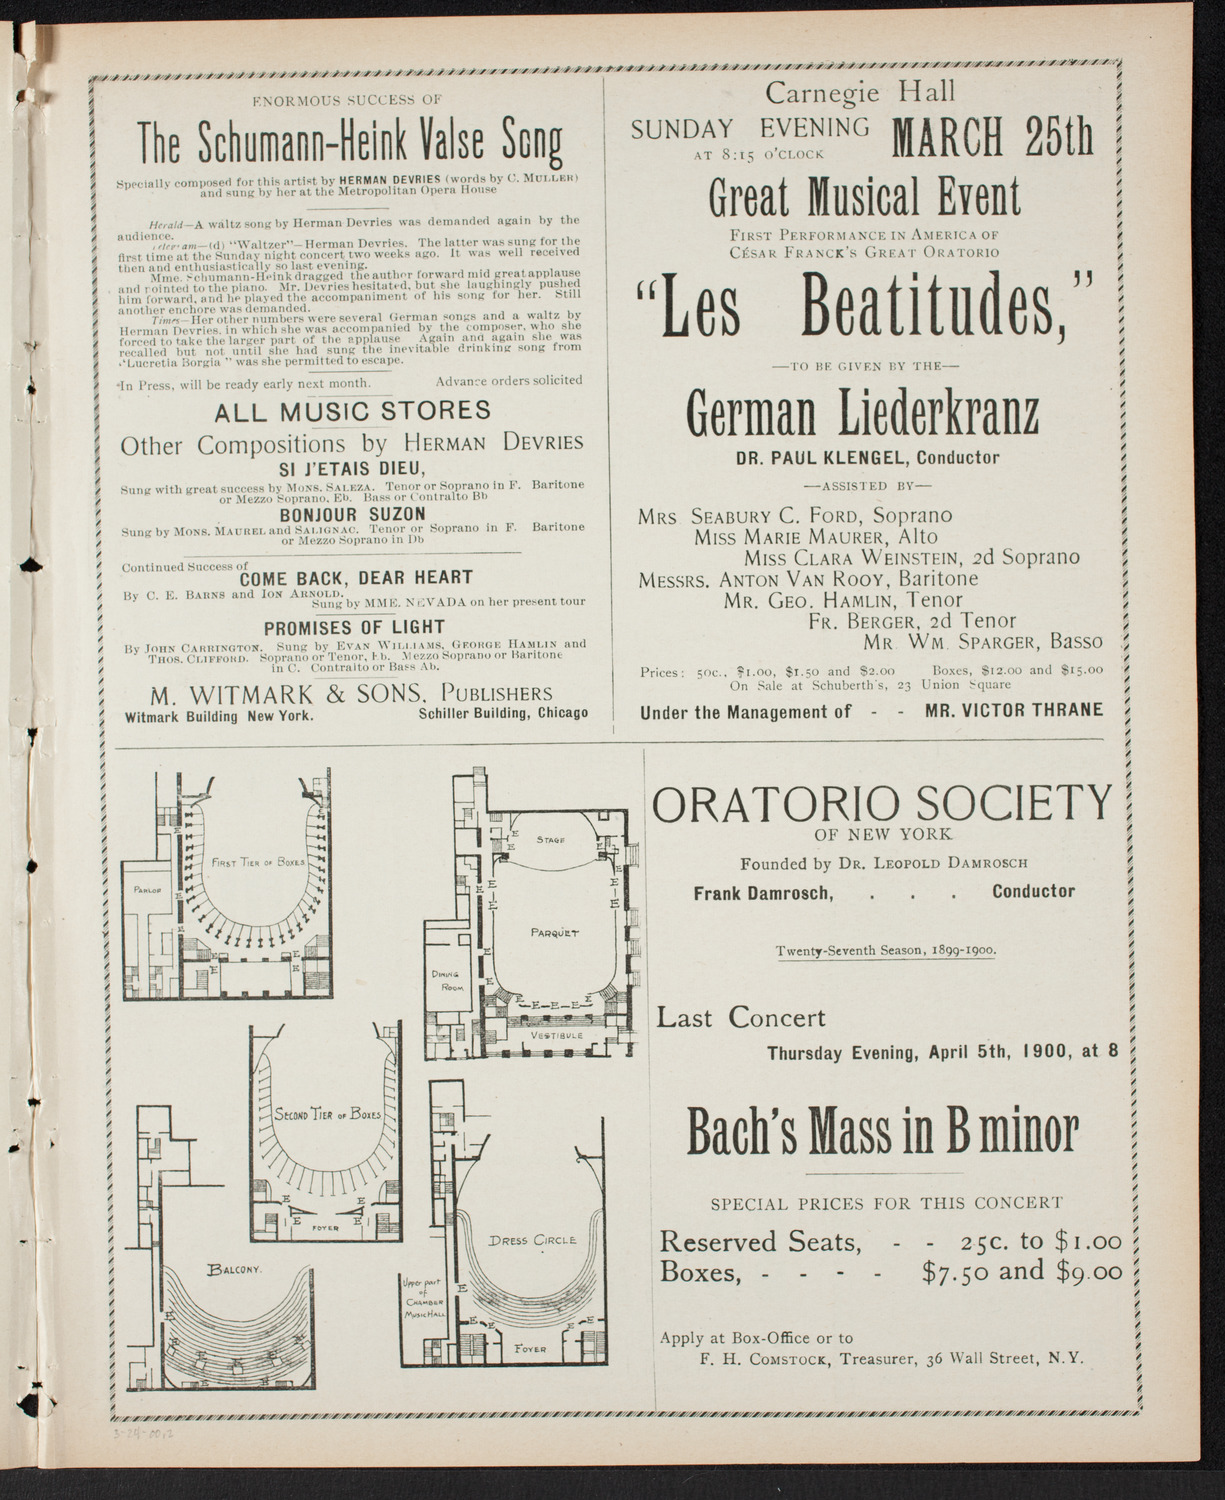 ENORMOUS SUCCESS OF
The Schumann-Heink Valse Song
Specially composed for this artist by HERMAN DEVRIES (words by C. MULLER)
and sung by her at the Metropolitan Opera House
Herald—A waltz song by Herman Devries was demanded again by the
audience.
(d) "Waltzer"—Herman Devries. The latter was sung for the
first time at the Sunday night concert two weeks ago. It was well received
then and enthusiastically so last evening.
Mme. Schumann-Heink dragged the auther forward mid great applause
and pointed to the piano. Mr. Devries hesitated, but she laughingly pushed
him forward, and he played the accompaniment of his song for her. Still
another enchore was demanded.
Times—Her other numbers were several German songs and a waltz by
Herman Devries, in which she was accompanied by the composer, who she
forced to take the larger part of the applause Again and again she was
recalled but not until she had sung the inevitable drinking song from
"Lucretia Borgia" was she permitted to escape.
*In Press, will be ready early next month. Advance orders solicited
ALL MUSIC STORES
Other Compositions by HERMAN DEVRIES
SI J'ETAIS DIEU,
Sung with great success by MONS. SALEZA. Tenor or Soprano in F. Baritone
or Mezzo Soprano, Eb. Bass or Contralto Bb
BONJOUR SUZON
Sung by MONS. MAUREL and SALIGNAC. Tenor or Soprano in F. Baritone
or Mezzo Soprano in Db
Continued Success of
COME BACK, DEAR HEART
By C. E. BARNS and ION ARNOLD.
Sung by MME. NEVADA on her present tour
PROMISES OF LIGHT
By JOHN CARRINGTON. Sung by EVAN WILLIAMS, GEORGE HAMLIN and
THOS. CLIFFORD. Soprano or Tenor, Eb. Mezzo Soprano or Baritone
in C. Contralto or Bass Ab.
M. WITMARK & SONS, PUBLISHERS
Witmark Building New York. Schiller Building, Chicago
Carnegie Hall
SUNDAY EVENING MARCH 25th
AT 8:15 O'CLOCK
Great Musical Event
FIRST PERFORMANCE IN AMERICA OF
CÉSAR FRANCK'S GREAT ORATORIO
"Les Beatitudes,"
—TO BE GIVEN BY THE—
German Liederkranz
DR. PAUL KLENGEL, Conductor
—ASSISTED BY—
MRS SEABURY C. FORD, Soprano
MISS MARIE MAURER, Alto
MISS CLARA WEINSTEIN, 2d Soprano
MESSRS. ANTON VAN ROOY, Baritone
MR. GEO. HAMLIN, Tenor
FR. BERGER, 2d Tenor
MR. WM. SPARGER, Basso
Prices: 50c., $1.00, $1.50 and $2.00 Boxes, $12.00 and $15.00
On Sale at Schuberth's, 23 Union Square
Under the Management of - - MR. VICTOR THRANE
FIRST TIER OF BOXES
PARLOR
STAGE
PARQUET
DINING
ROOM
VESTIBULE
SECOND TIER OF BOXES
FOYER
BALCONY.
DRESS CIRCLE
Upper part
of
CHAMBER
MUSIC HALL
FOYER
ORATORIO SOCIETY
OF NEW YORK
Founded by DR. LEOPOLD DAMROSCH
Frank Damrosch, . . . Conductor
Twenty-Seventh Season, 1899-1900.
Last Concert
Thursday Evening, April 5th, 1900, at 8
Bach's Mass in B minor
SPECIAL PRICES FOR THIS CONCERT
Reserved Seats, - - 25c. to $1.00
Boxes, - - - - $7.50 and $9.00
Apply at Box-Office or to
F. H. COMSTOCK, Treasurer, 36 Wall Street, N.Y.
3-24-00.2